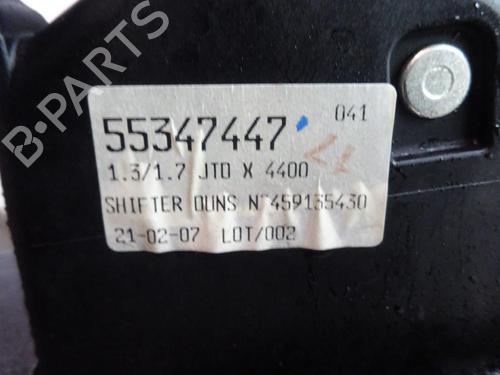 041
55347447
1.3/1.7 JTD X 4400
SHIFTER DUNS N°459135430
21-02-07 LOT/002
B-PARTS